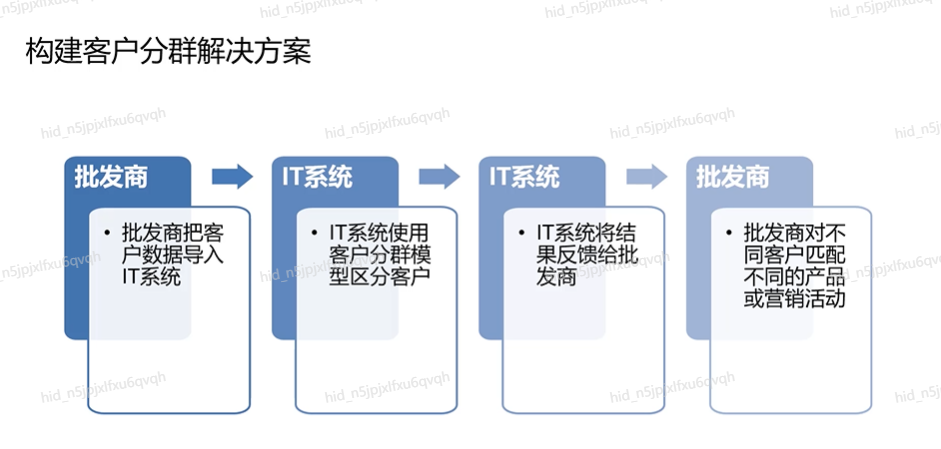 构建客户分群解决方案
批发商
IT系统
IT系统
批发商
• 批发商把客
户数据导入
IT系统
• IT系统使用
客户分群模
型区分客户
• IT系统将结
果反馈给批
发商
• 批发商对不
同客户匹配
不同的产品
或营销活动
hid_n5jpjxlfxu6qvqh